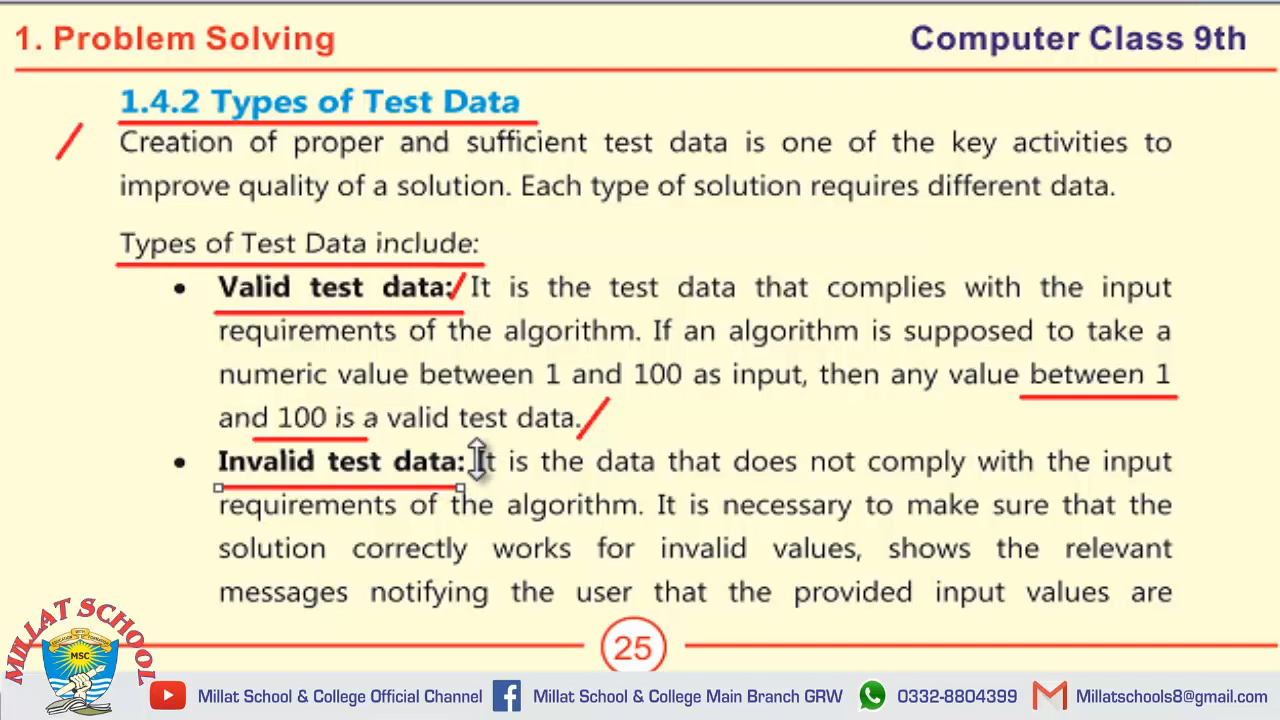 1. Problem Solving
Computer Class 9th
1.4.2 Types of Test Data
Creation of proper and sufficient test data is one of the key activities to
improve quality of a solution. Each type of solution requires different data.
Types of Test Data include:
• Valid test data: It is the test data that complies with the input
requirements of the algorithm. If an algorithm is supposed to take a
numeric value between 1 and 100 as input, then any value between 1
and 100 is a valid test data.
• Invalid test data: It is the data that does not comply with the input
requirements of the algorithm. It is necessary to make sure that the
solution correctly works for invalid values, shows the relevant
messages notifying the user that the provided input values are
25
MILLAT SCHOOL
MSC
Millat School & College Official Channel
Millat School & College Main Branch GRW
0332-8804399
Millatschools8@gmail.com